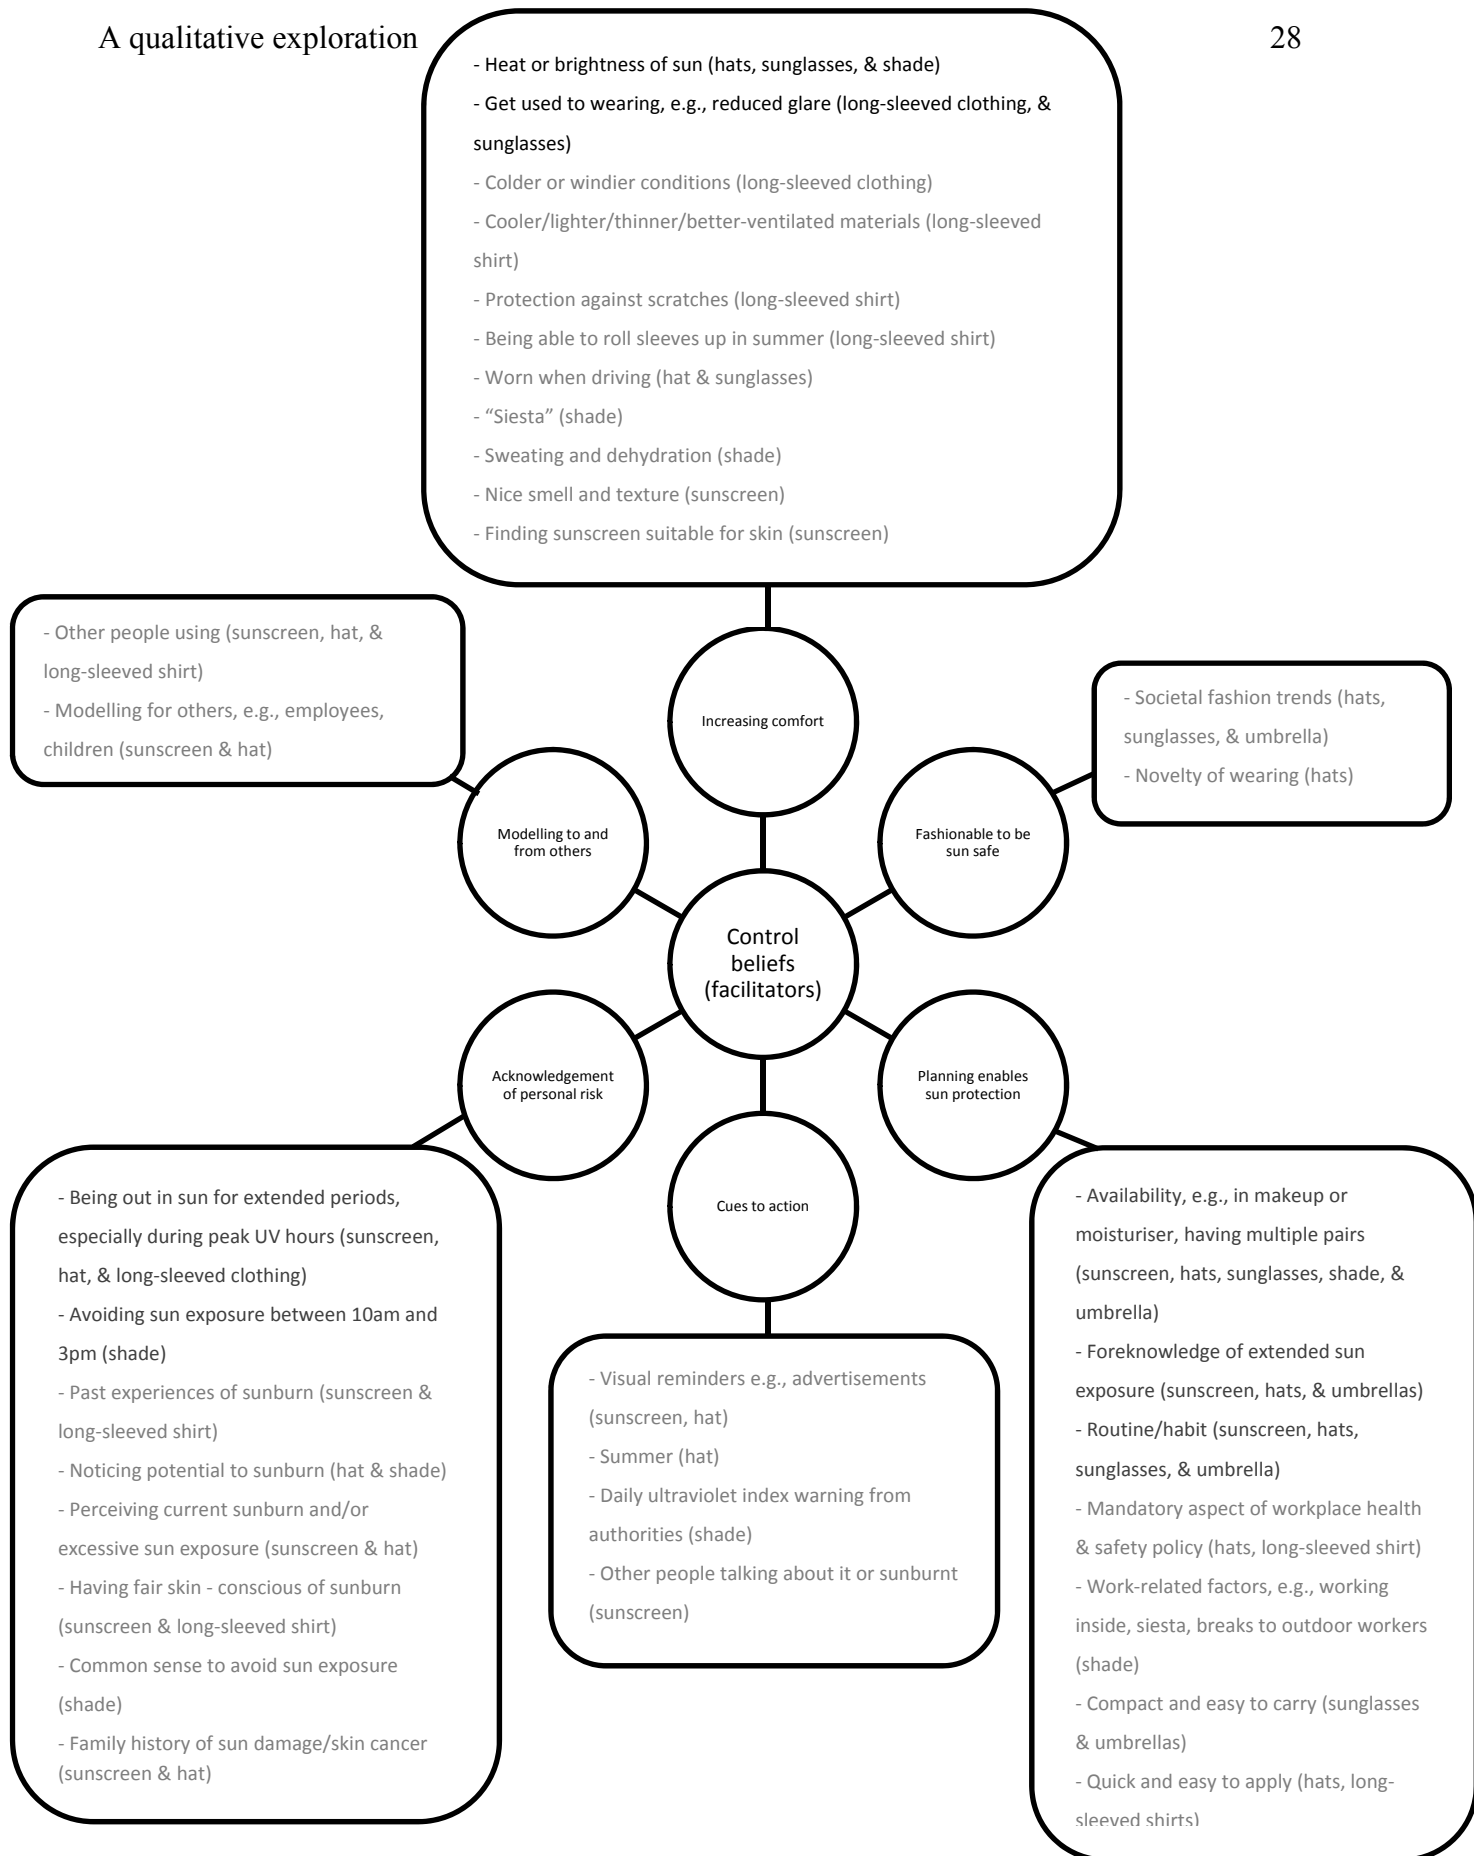 A qualitative exploration
28
- Heat or brightness of sun (hats, sunglasses, & shade)
- Get used to wearing, e.g., reduced glare (long-sleeved clothing, &
sunglasses)
- Colder or windier conditions (long-sleeved clothing)
- Cooler/lighter/thinner/better-ventilated materials (long-sleeved
shirt)
- Protection against scratches (long-sleeved shirt)
- Being able to roll sleeves up in summer (long-sleeved shirt)
- Worn when driving (hat & sunglasses)
- “Siesta” (shade)
- Sweating and dehydration (shade)
- Nice smell and texture (sunscreen)
- Finding sunscreen suitable for skin (sunscreen)
- Other people using (sunscreen, hat, &
long-sleeved shirt)
- Modelling for others, e.g., employees,
children (sunscreen & hat)
Increasing comfort
- Societal fashion trends (hats,
sunglasses, & umbrella)
- Novelty of wearing (hats)
Modelling to and
from others
Fashionable to be
sun safe
Control
beliefs
(facilitators)
Acknowledgement
of personal risk
Planning enables
sun protection
Cues to action
- Being out in sun for extended periods,
especially during peak UV hours (sunscreen,
hat, & long-sleeved clothing)
- Avoiding sun exposure between 10am and
3pm (shade)
- Past experiences of sunburn (sunscreen &
long-sleeved shirt)
- Noticing potential to sunburn (hat & shade)
- Perceiving current sunburn and/or
excessive sun exposure (sunscreen & hat)
- Having fair skin - conscious of sunburn
(sunscreen & long-sleeved shirt)
- Common sense to avoid sun exposure
(shade)
- Family history of sun damage/skin cancer
(sunscreen & hat)
- Visual reminders e.g., advertisements
(sunscreen, hat)
- Summer (hat)
- Daily ultraviolet index warning from
authorities (shade)
- Other people talking about it or sunburnt
(sunscreen)
- Availability, e.g., in makeup or
moisturiser, having multiple pairs
(sunscreen, hats, sunglasses, shade, &
umbrella)
- Foreknowledge of extended sun
exposure (sunscreen, hats, & umbrellas)
- Routine/habit (sunscreen, hats,
sunglasses, & umbrella)
- Mandatory aspect of workplace health
& safety policy (hats, long-sleeved shirt)
- Work-related factors, e.g., working
inside, siesta, breaks to outdoor workers
(shade)
- Compact and easy to carry (sunglasses
& umbrellas)
- Quick and easy to apply (hats, long-
sleeved shirts)